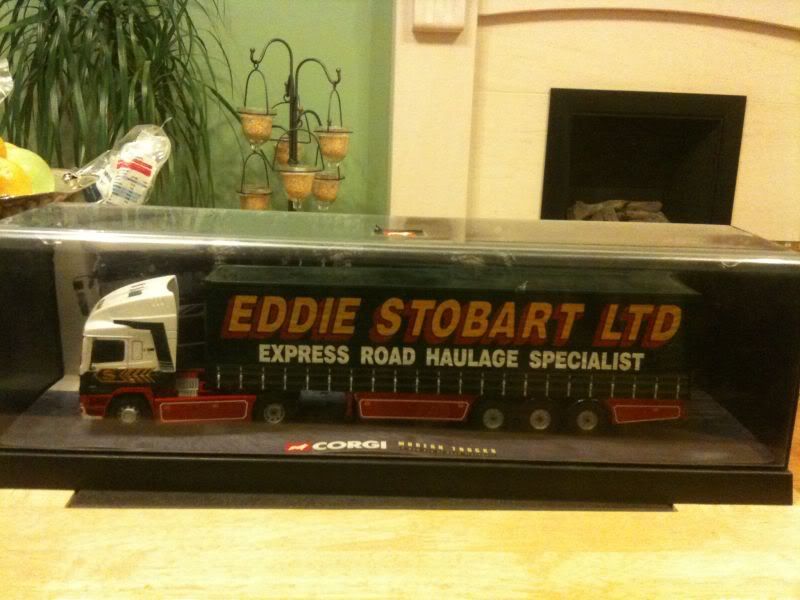 EDDIE STOBART LTD
EXPRESS ROAD HAULAGE SPECIALIST
CORGI MODERN TRUCKS